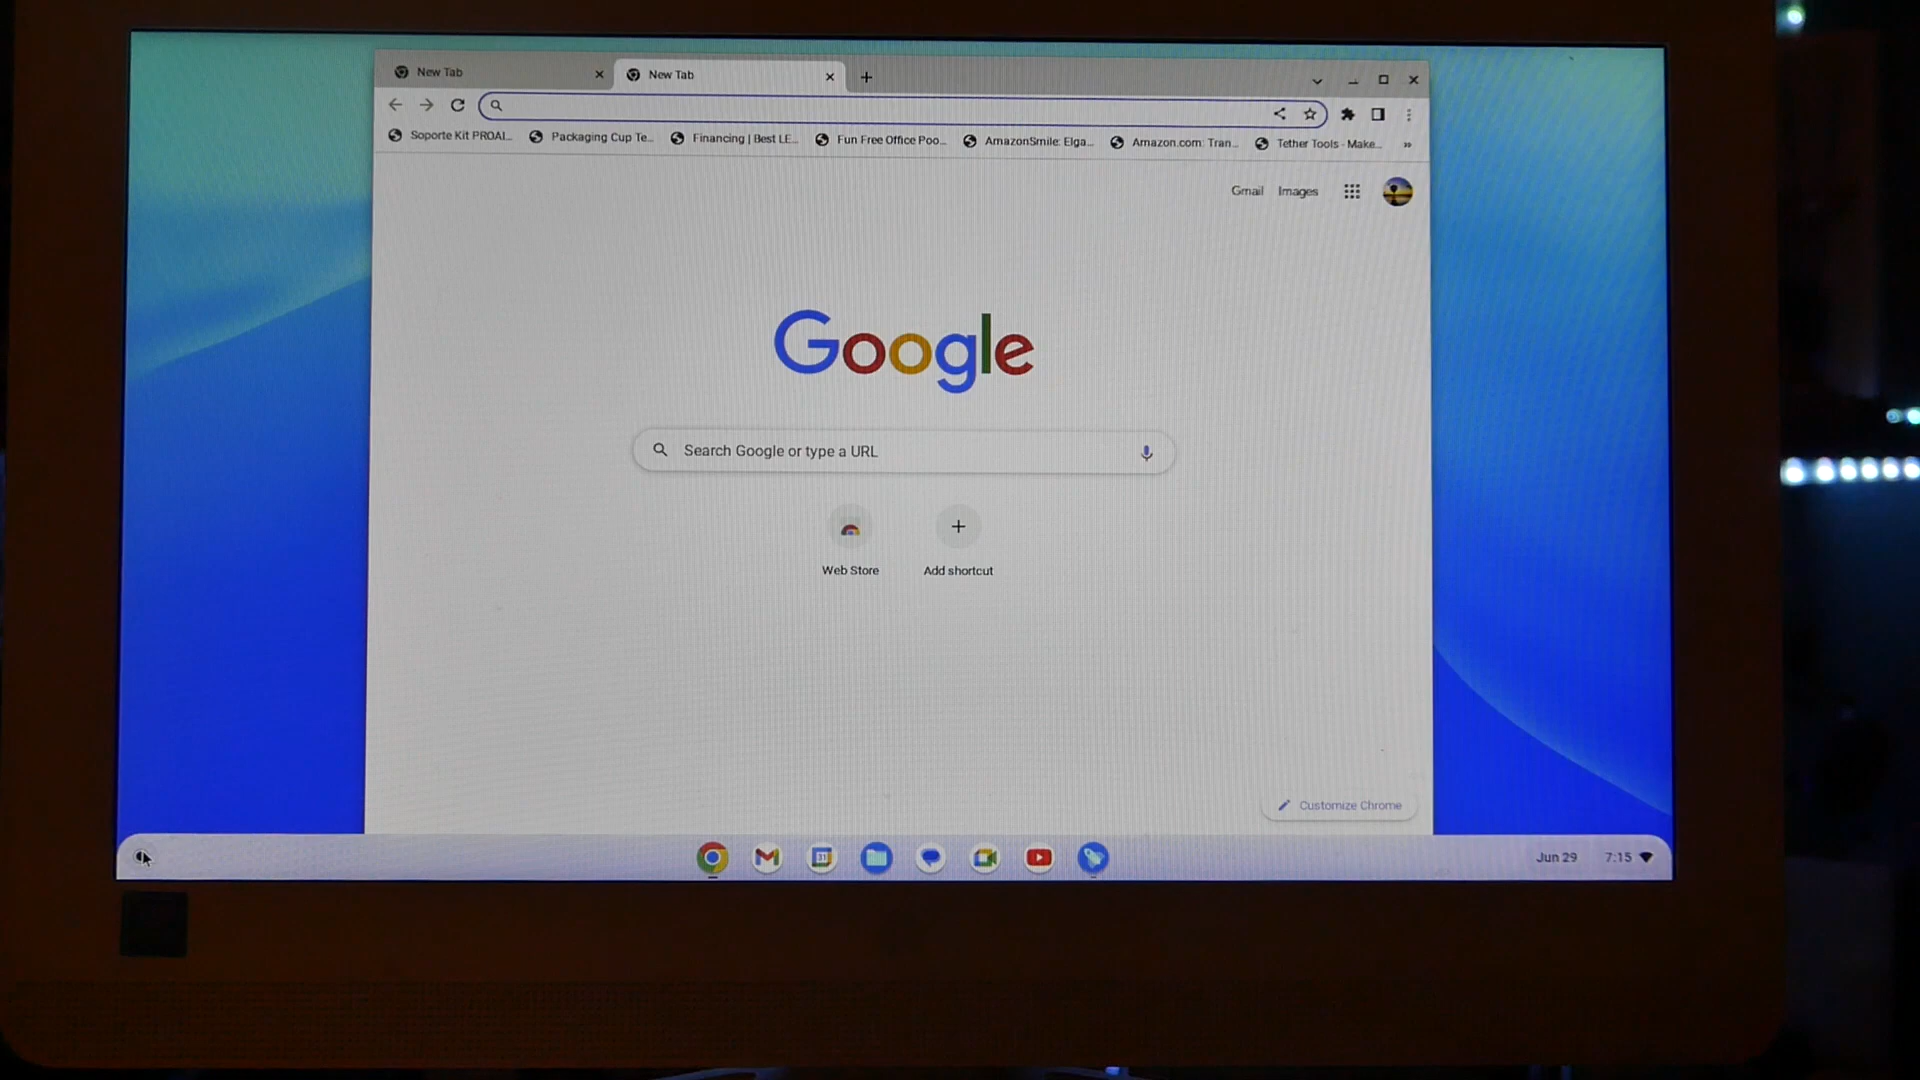 New Tab
New Tab
Soporte Kit PROAI...
Packaging Cup Te...
Financing | Best LE...
Fun Free Office Poo...
AmazonSmile: Elga...
Amazon.com: Tran...
Tether Tools - Make...
Gmail
Images
Google
Search Google or type a URL
Web Store
Add shortcut
Customize Chrome
31
Jun 29
7:15